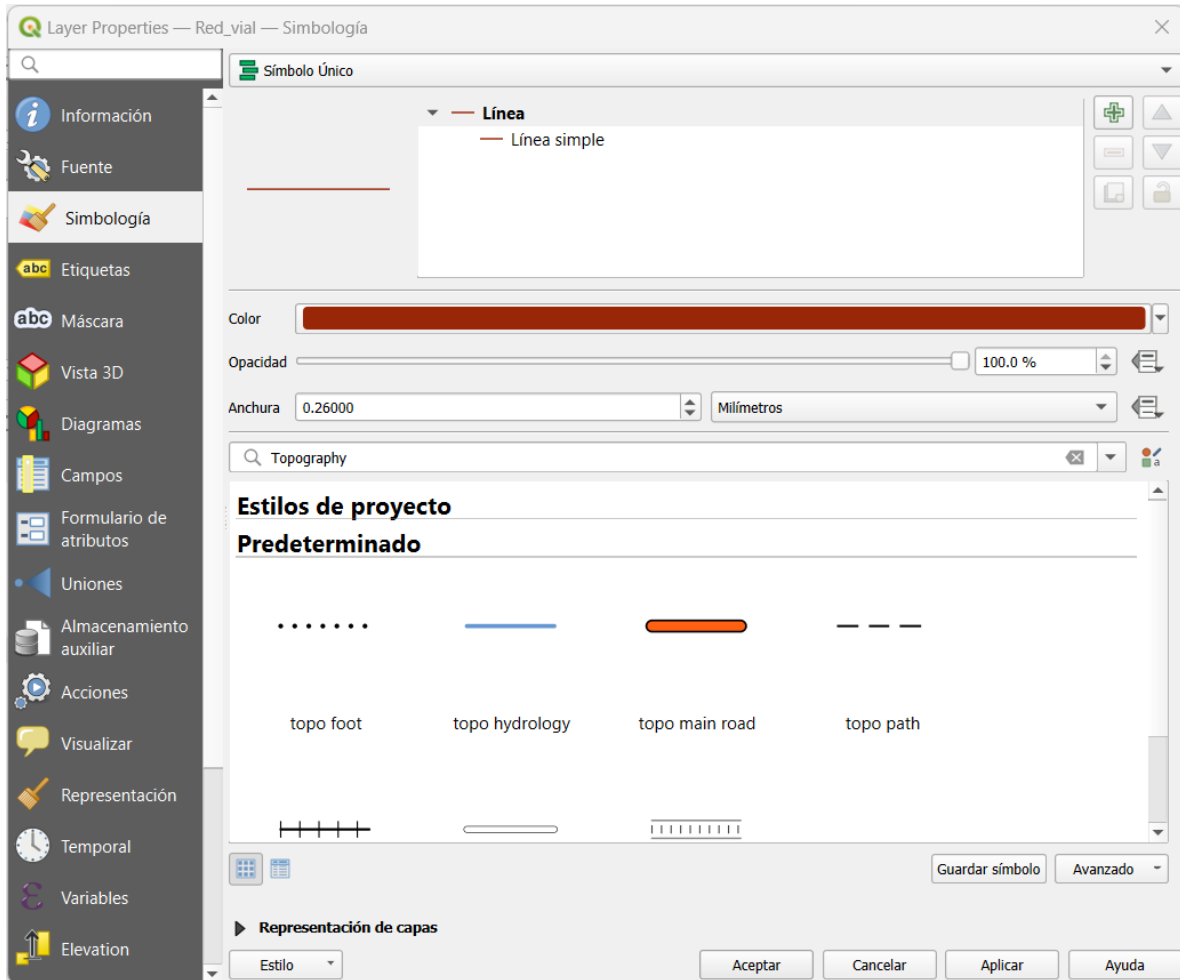 Layer Properties — Red_vial — Simbología
Información
Fuente
Simbología
abc Etiquetas
abc Máscara
Vista 3D
Diagramas
Campos
Formulario de
atributos
Uniones
Almacenamiento
auxiliar
Acciones
Visualizar
Representación
Temporal
Variables
Elevation
Símbolo Único
Línea
Línea simple
Color
Opacidad 100.0 %
Anchura 0.26000 Milímetros
Topography
Estilos de proyecto
Predeterminado
topo foot topo hydrology topo main road topo path
Guardar símbolo Avanzado
Representación de capas
Estilo Aceptar Cancelar Aplicar Ayuda